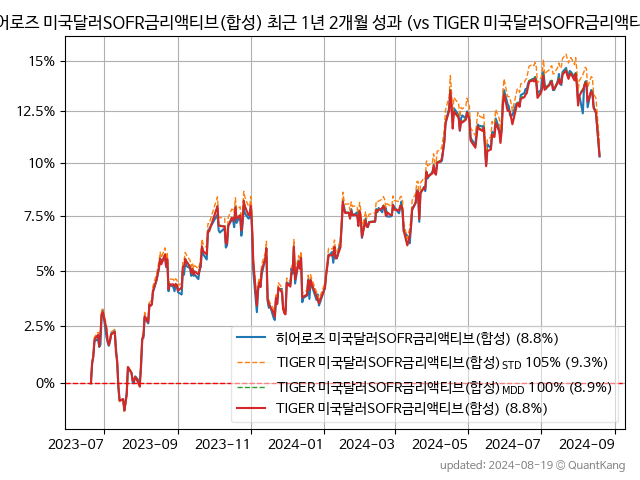 어로즈 미국달러SOFR금리액티브(합성) 최근 1년 2개월 성과 (vs TIGER 미국달러SOFR금리액티
15%
12.5%
10%
7.5%
5%
2.5%
0%
히어로즈 미국달러SOFR금리액티브(합성) (8.8%)
TIGER 미국달러SOFR금리액티브(합성) STD 105% (9.3%)
TIGER 미국달러SOFR금리액티브(합성) MDD 100% (8.9%)
TIGER 미국달러SOFR금리액티브(합성) (8.8%)
2023-07 2023-09 2023-11 2024-01 2024-03 2024-05 2024-07 2024-09
updated: 2024-08-19 © QuantKang